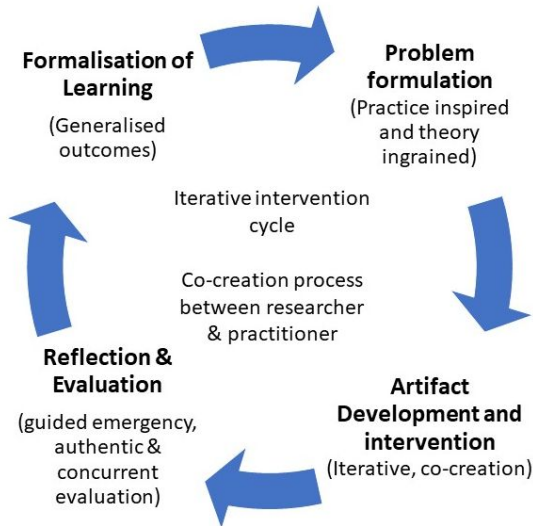 Formalisation of
Learning
(Generalised
outcomes)
Problem
formulation
(Practice inspired
and theory
ingrained)
Iterative intervention
cycle
Co-creation process
between researcher
& practitioner
Reflection &
Evaluation
(guided emergency,
authentic &
concurrent
evaluation)
Artifact
Development and
intervention
(Iterative, co-creation)